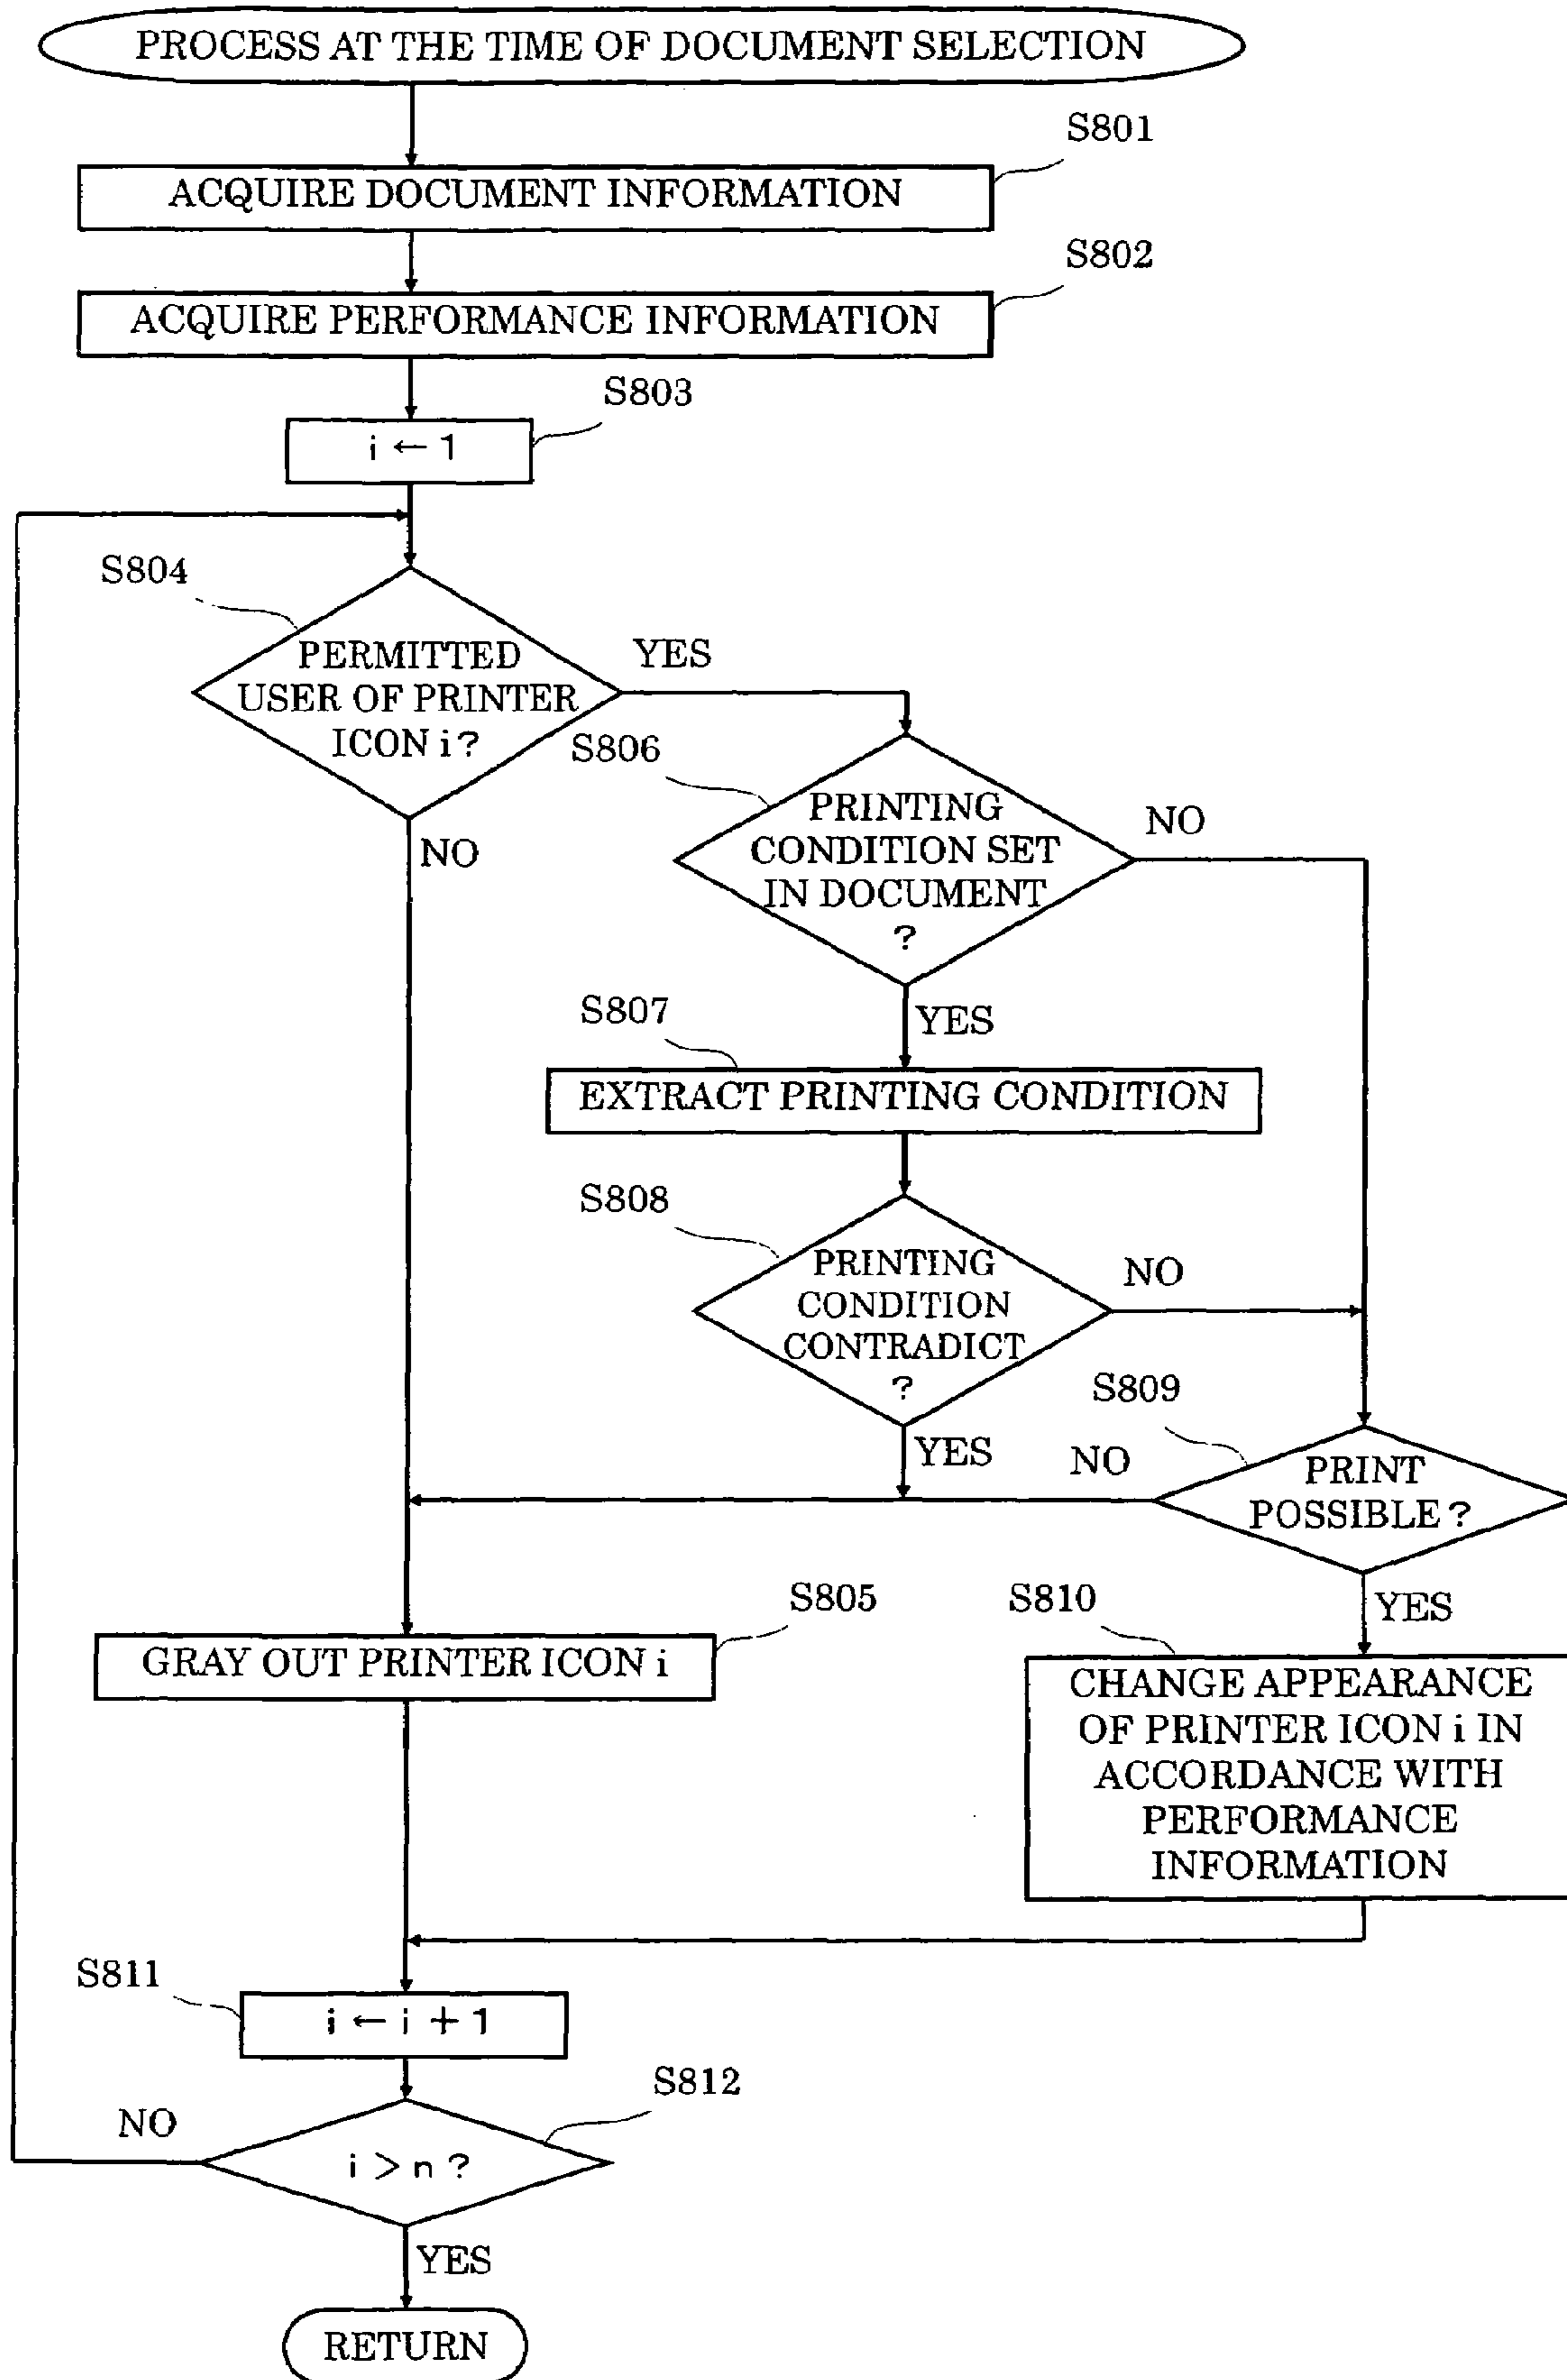 PROCESS AT THE TIME OF DOCUMENT SELECTION
S801
ACQUIRE DOCUMENT INFORMATION
S802
ACQUIRE PERFORMANCE INFORMATION
S803
i ← 1
S804
PERMITTED
USER OF PRINTER
ICON i?
YES
NO
S806
PRINTING
CONDITION SET
IN DOCUMENT
?
NO
YES
S807
EXTRACT PRINTING CONDITION
S808
PRINTING
CONDITION
CONTRADICT
?
NO
YES
S809
PRINT
POSSIBLE?
NO
YES
S805
GRAY OUT PRINTER ICON i
S810
CHANGE APPEARANCE
OF PRINTER ICON i IN
ACCORDANCE WITH
PERFORMANCE
INFORMATION
S811
i ← i + 1
S812
i > n ?
NO
YES
RETURN